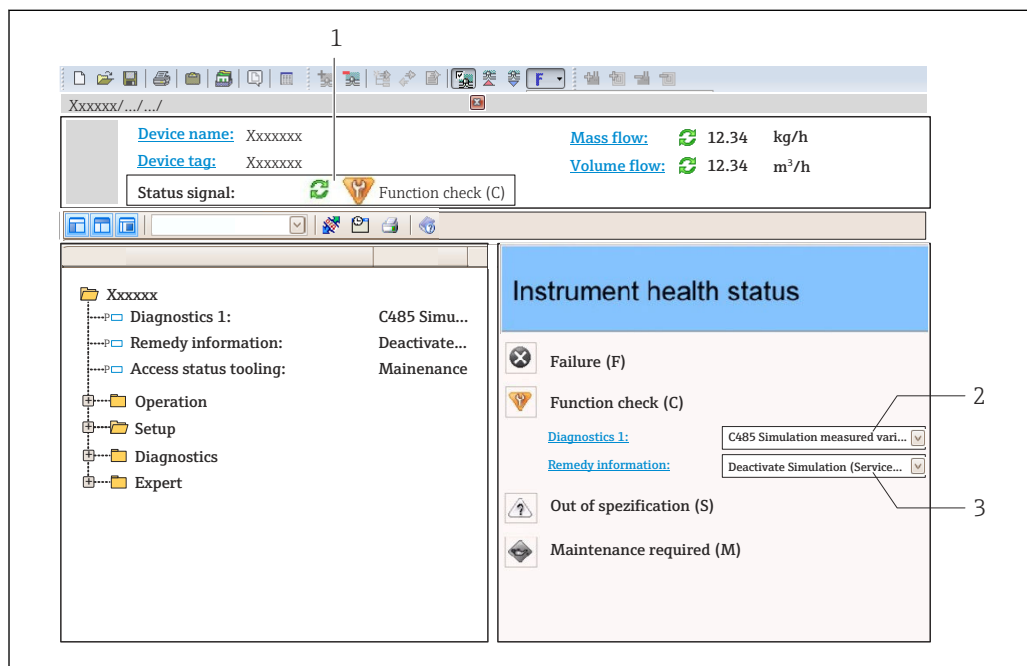 1
F
Xxxxxx/.../.../
Device name: Xxxxxxx
Mass flow: 12.34 kg/h
Device tag: Xxxxxxx
Volume flow: 12.34 m³/h
Status signal: Function check (C)
Xxxxxx
Instrument health status
P Diagnostics 1: C485 Simu...
P Remedy information: Deactivate...
P Access status tooling: Mainenance
Operation
Setup
Diagnostics
Expert
Failure (F)
Function check (C)
2
Diagnostics 1: C485 Simulation measured vari...
Remedy information: Deactivate Simulation (Service...
Out of spezification (S)
3
Maintenance required (M)